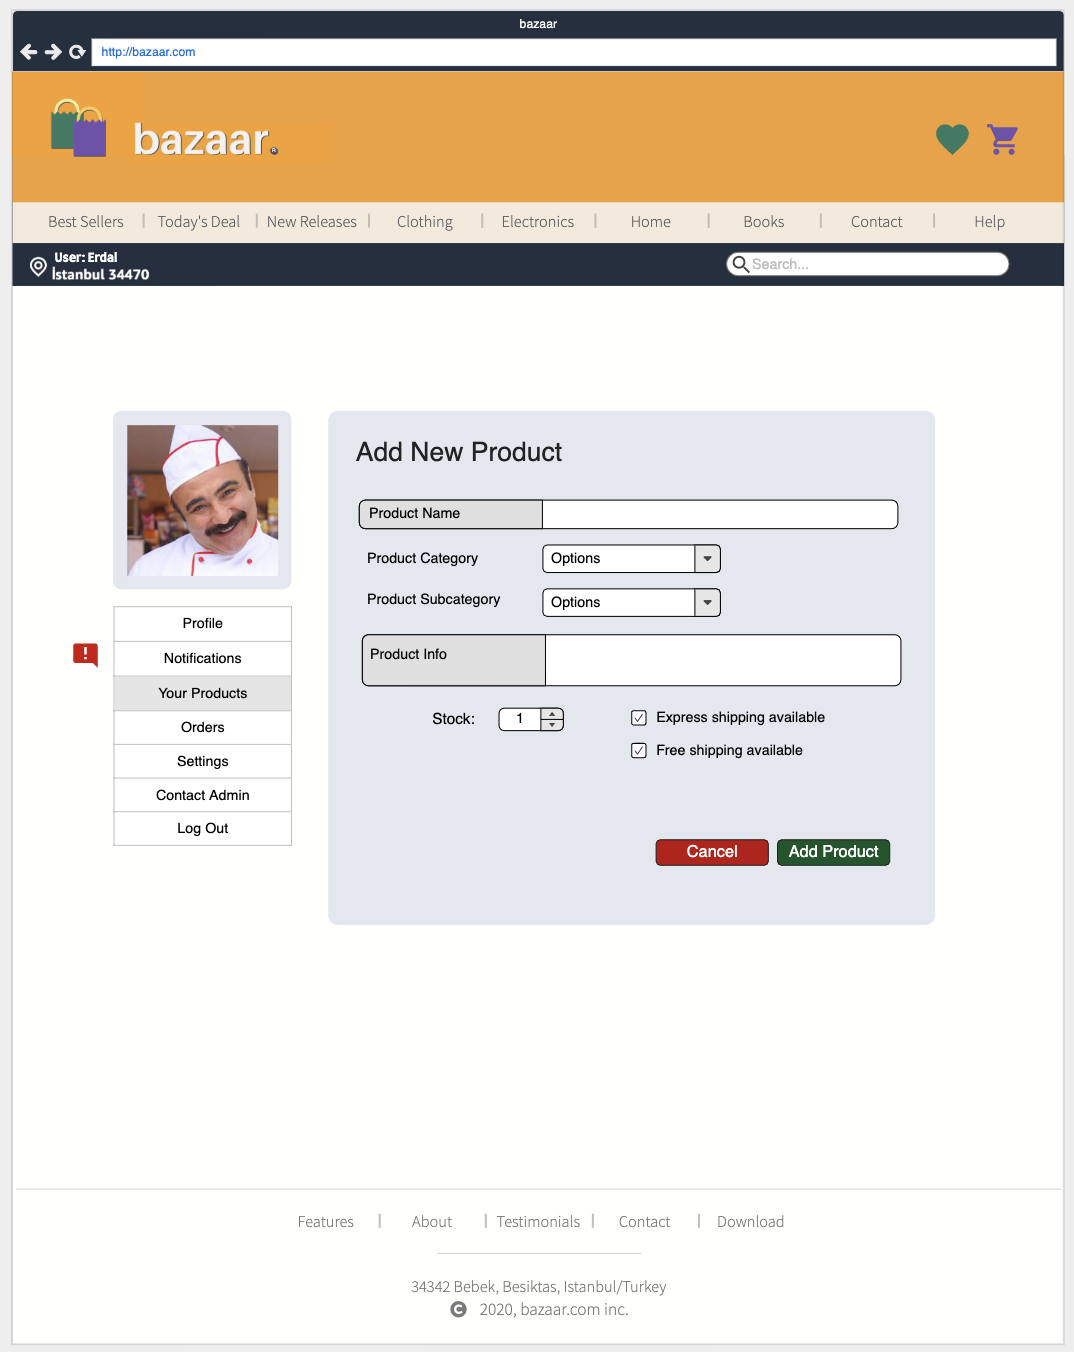 bazaar
http://bazaar.com
bazaar.
Best Sellers | Today's Deal | New Releases | Clothing | Electronics | Home | Books | Contact | Help
User: Erdal
İstanbul 34470
Search...
Add New Product
Product Name
Product Category Options
Product Subcategory Options
Product Info
Stock: 1
Express shipping available
Free shipping available
Cancel Add Product
Profile
Notifications
Your Products
Orders
Settings
Contact Admin
Log Out
Features | About | Testimonials | Contact | Download
34342 Bebek, Besiktas, Istanbul/Turkey
© 2020, bazaar.com inc.